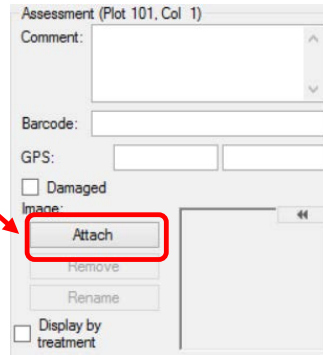 Assessment (Plot 101, Col 1)
Comment:
Barcode:
GPS:
Damaged
Image:
Attach
Remove
Rename
Display by
treatment